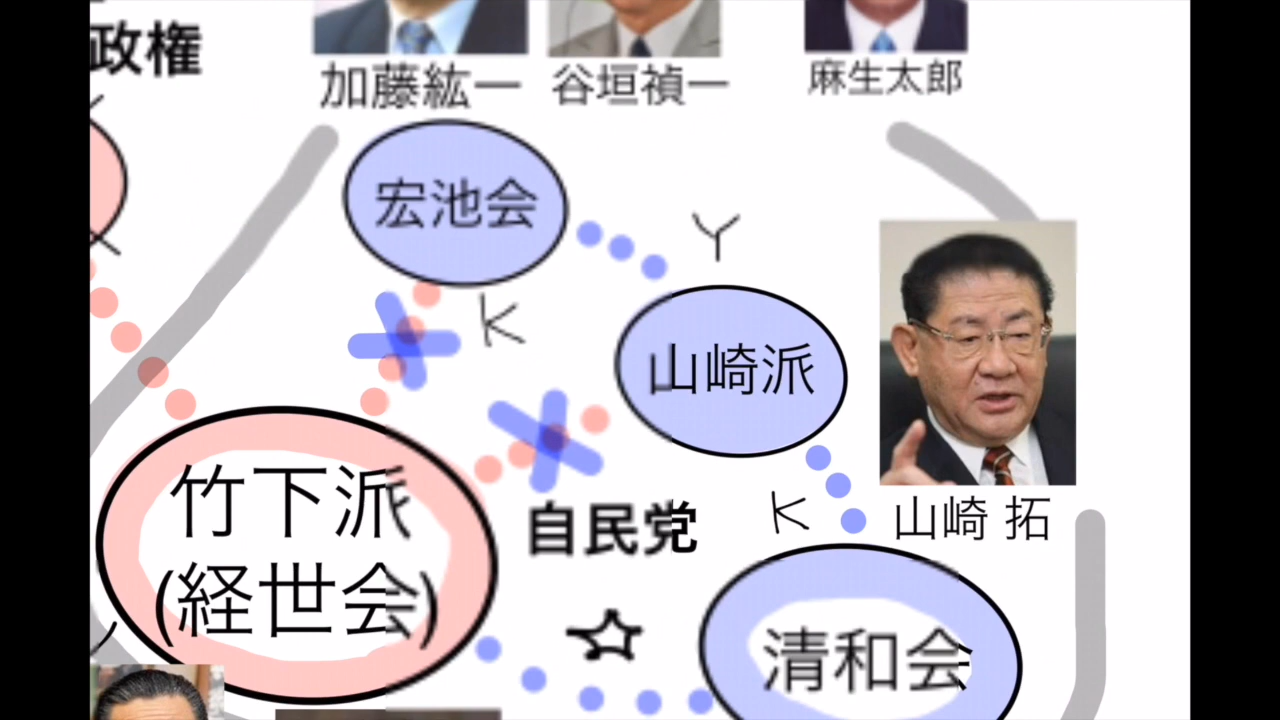 政権
加藤紘一
谷垣禎一
麻生太郎
宏池会
Y
K
山崎派
竹下派
(経世会)
自民党
K
山崎 拓
☆
清和会